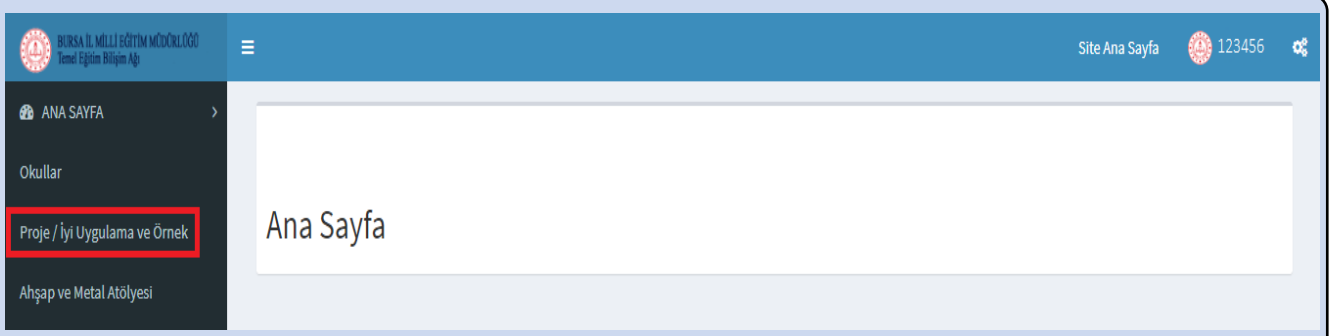 BURSA İL MİLLİ EĞİTİM MÜDÜRLÜĞÜ
Temel Eğitim Bilişim Ağı
Site Ana Sayfa
123456
ANA SAYFA
Okullar
Proje / İyi Uygulama ve Örnek
Ana Sayfa
Ahşap ve Metal Atölyesi